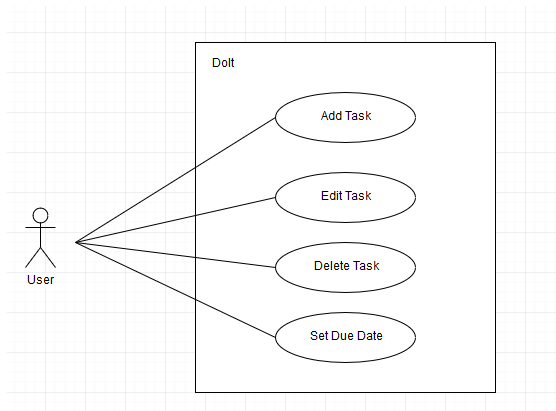 DoIt
Add Task
Edit Task
Delete Task
User
Set Due Date